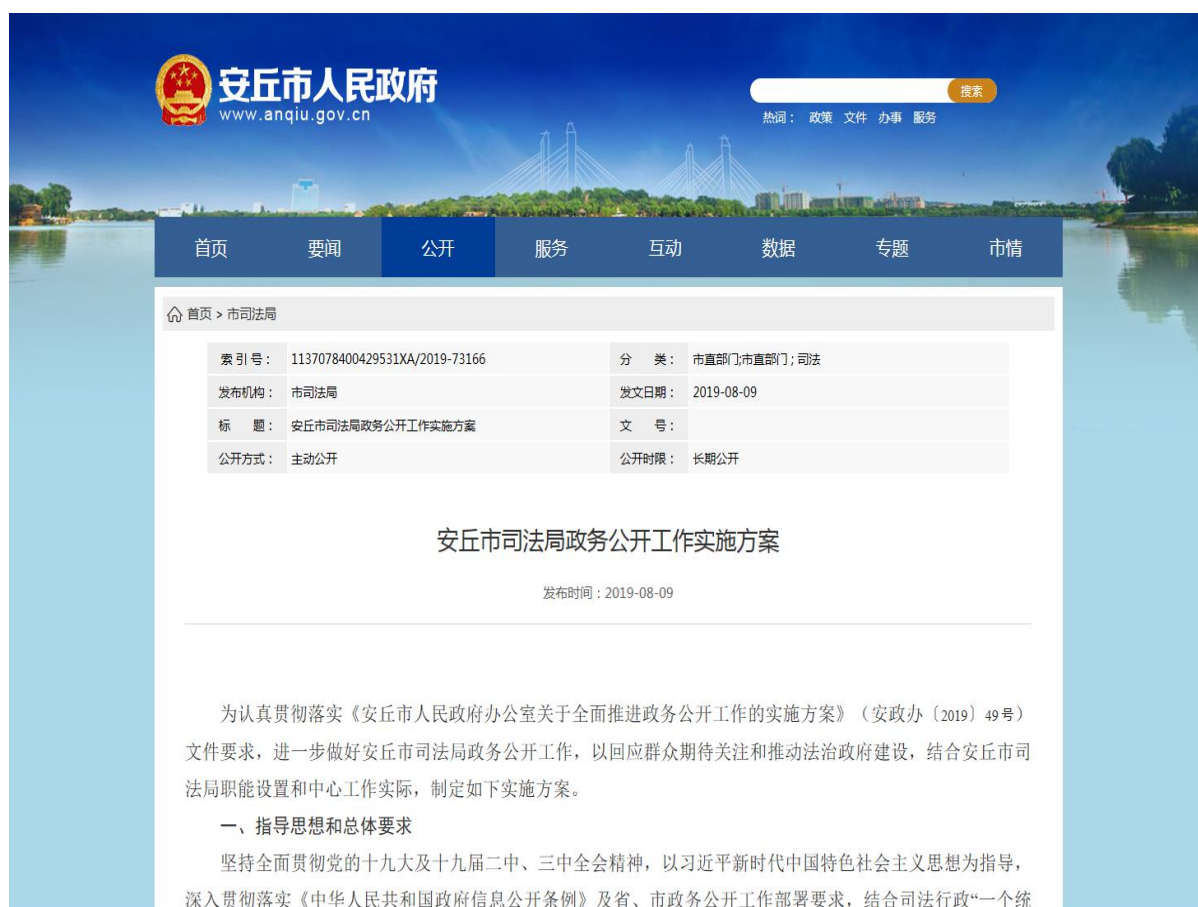 安丘市人民政府
www.anqiu.gov.cn
搜索
热词： 政策 文件 办事 服务
首页 要闻 公开 服务 互动 数据 专题 市情
首页 > 市司法局
索引号： 1137078400429531XA/2019-73166 分 类： 市直部门;市直部门 ; 司法
发布机构： 市司法局 发文日期： 2019-08-09
标 题： 安丘市司法局政务公开工作实施方案 文 号：
公开方式： 主动公开 公开时限： 长期公开
安丘市司法局政务公开工作实施方案
发布时间：2019-08-09
为认真贯彻落实《安丘市人民政府办公室关于全面推进政务公开工作的实施方案》（安政办〔2019〕49号）
文件要求，进一步做好安丘市司法局政务公开工作，以回应群众期待关注和推动法治政府建设，结合安丘市司
法局职能设置和中心工作实际，制定如下实施方案。
一、指导思想和总体要求
坚持全面贯彻党的十九大及十九届二中、三中全会精神，以习近平新时代中国特色社会主义思想为指导，
深入贯彻落实《中华人民共和国政府信息公开条例》及省、市政务公开工作部署要求，结合司法行政“一个统